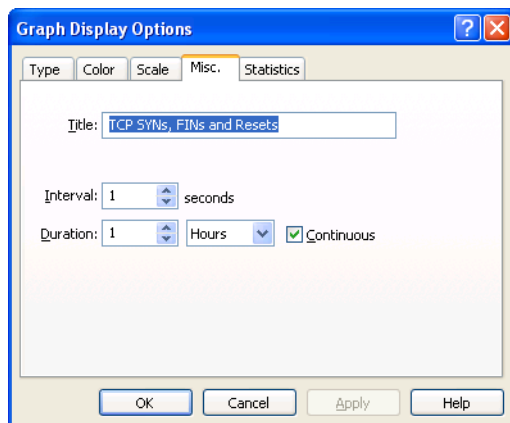 Graph Display Options
Type Color Scale Misc. Statistics
Title: TCP SYNs, FINs and Resets
Interval: 1 seconds
Duration: 1 Hours Continuous
OK Cancel Apply Help